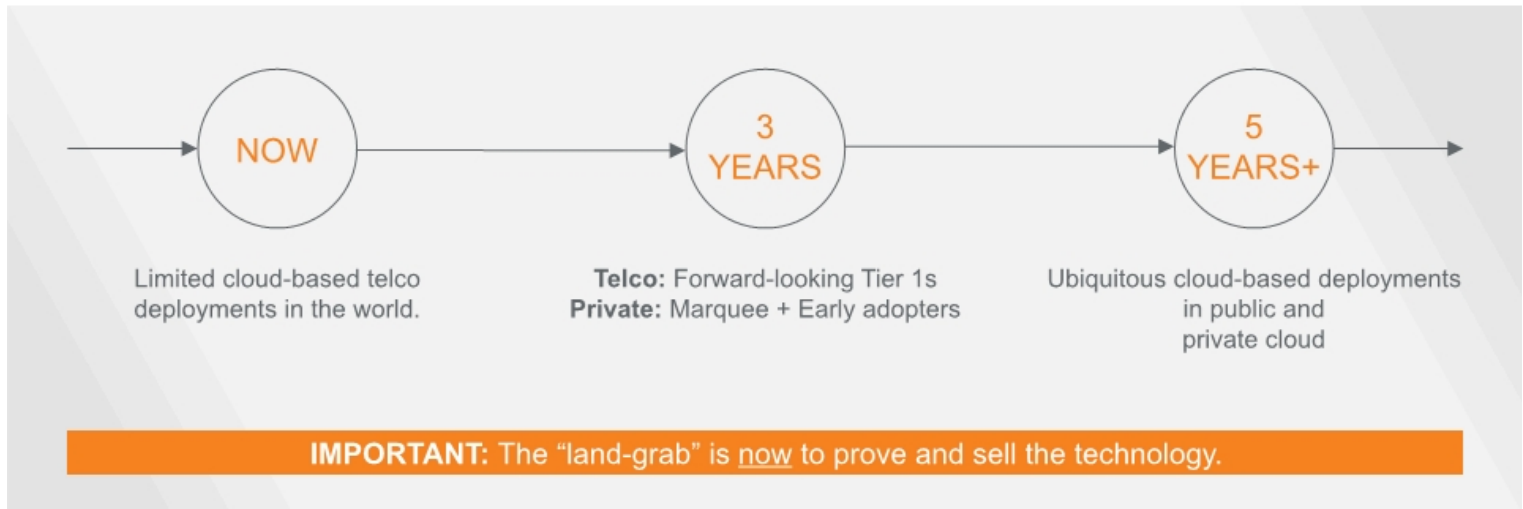 NOW
3
YEARS
5
YEARS+
Limited cloud-based telco
deployments in the world.
Telco: Forward-looking Tier 1s
Private: Marquee + Early adopters
Ubiquitous cloud-based deployments
in public and
private cloud
IMPORTANT: The “land-grab” is now to prove and sell the technology.